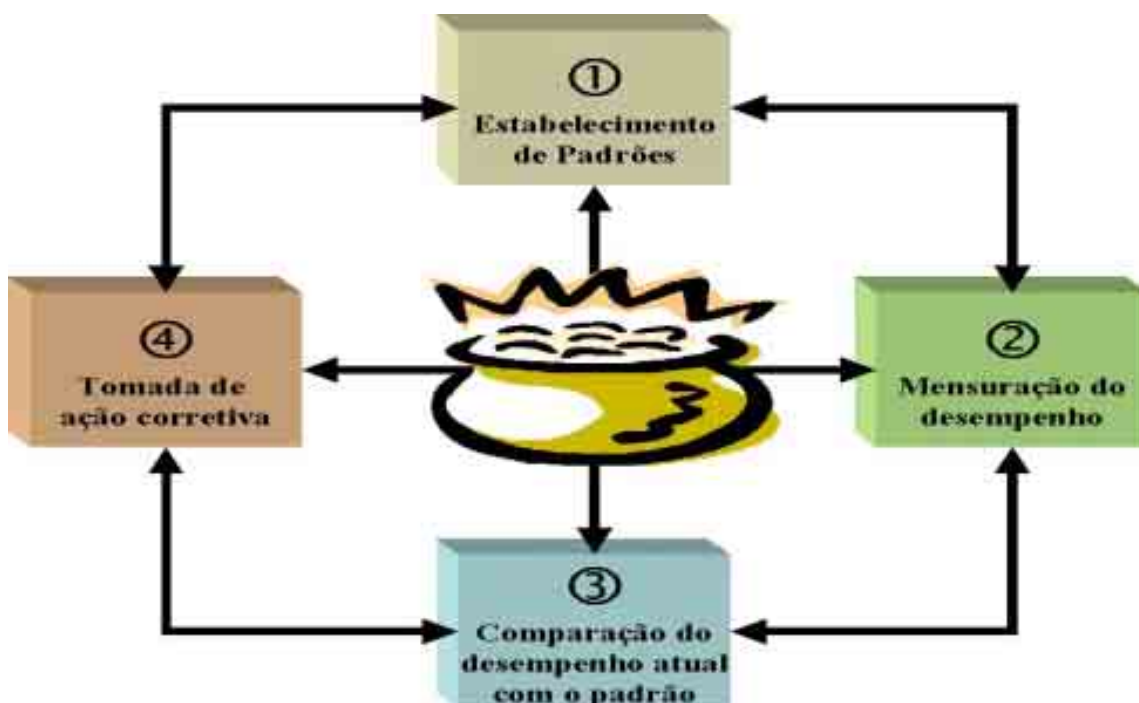 ①
Estabelecimento
de Padrões
④
Tomada de
ação corretiva
②
Mensuração do
desempenho
③
Comparação do
desempenho atual
com o padrão